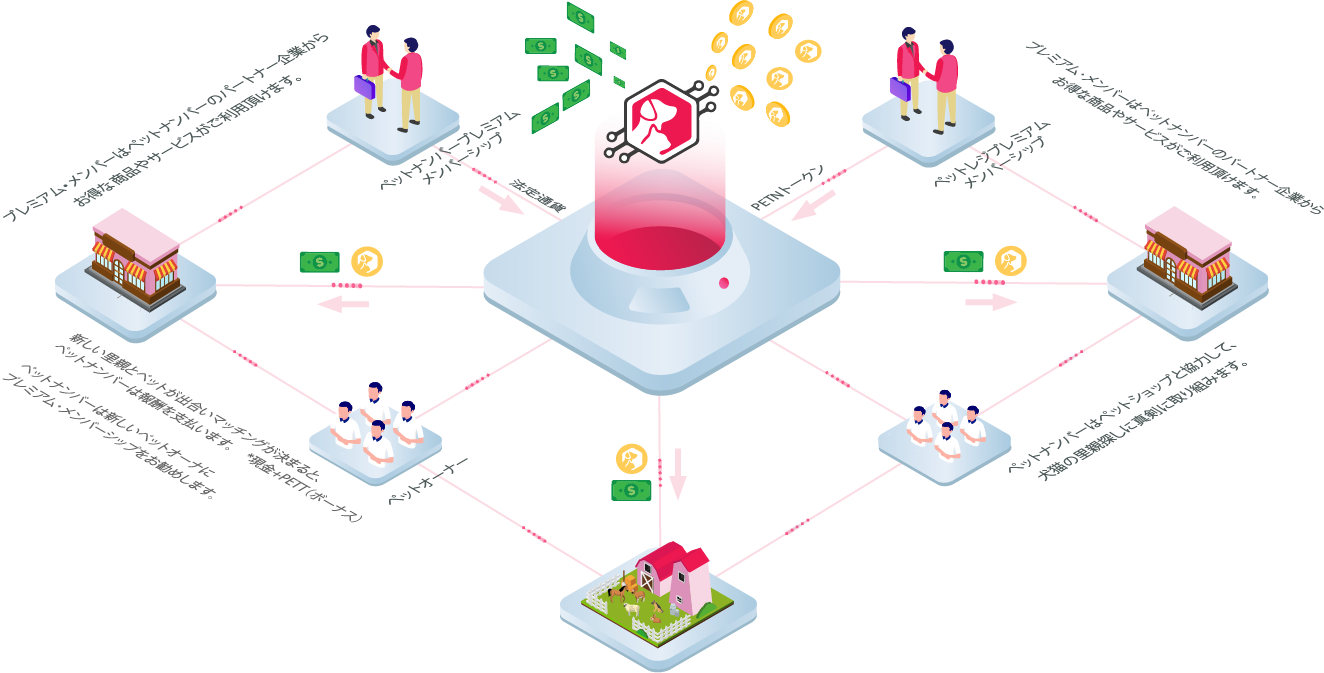 プレミアム・メンバーはペットナンバーのパートナー企業から
お得な商品やサービスがご利用頂けます。
ペットナンバープレミアム
メンバーシップ
法定通貨
PETNトークン
ペットレジプレミアム
メンバーシップ
プレミアム・メンバーはペットナンバーのパートナー企業から
お得な商品やサービスがご利用頂けます。
新しい里親とペットが出合いマッチングが決まると、
ペットナンバーは報酬を支払います。 *現金+PETT(ボーナス)
ペットナンバーは新しいペットオーナに
プレミアム・メンバーシップをお勧めします。
ペットオーナー
ペットナンバーはペットショップと協力して、
犬猫の里親探しに真剣に取り組みます。